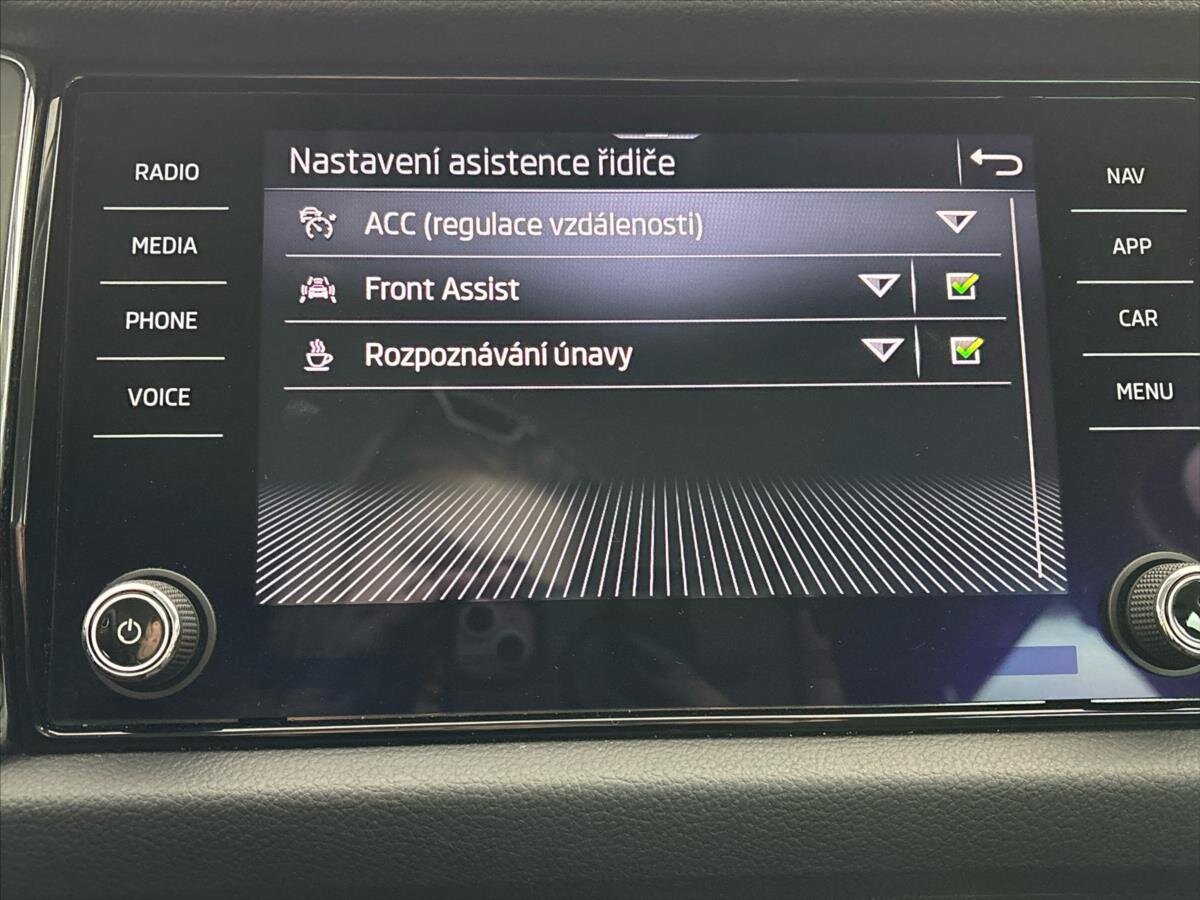 RADIO
MEDIA
PHONE
VOICE
Nastavení asistence řidiče
ACC (regulace vzdálenosti)
Front Assist
Rozpoznávání únavy
NAV
APP
CAR
MENU